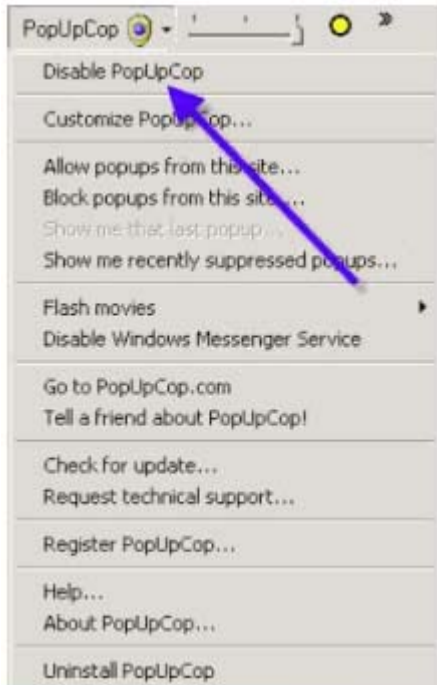 PopUpCop
Disable PopUpCop
Customize PopUpCop...
Allow popups from this site...
Block popups from this site...
Show me that last popup...
Show me recently suppressed popups...
Flash movies
Disable Windows Messenger Service
Go to PopUpCop.com
Tell a friend about PopUpCop!
Check for update...
Request technical support...
Register PopUpCop...
Help...
About PopUpCop...
Uninstall PopUpCop